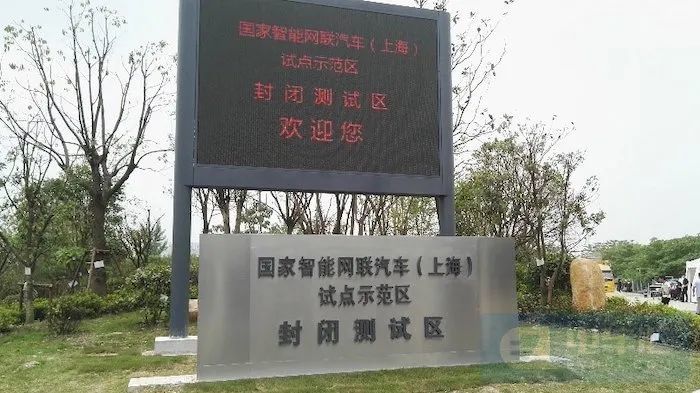 国家智能网联汽车（上海）
试点示范区
封闭测试区
欢迎您
国家智能网联汽车（上海）
试点示范区
封闭测试区